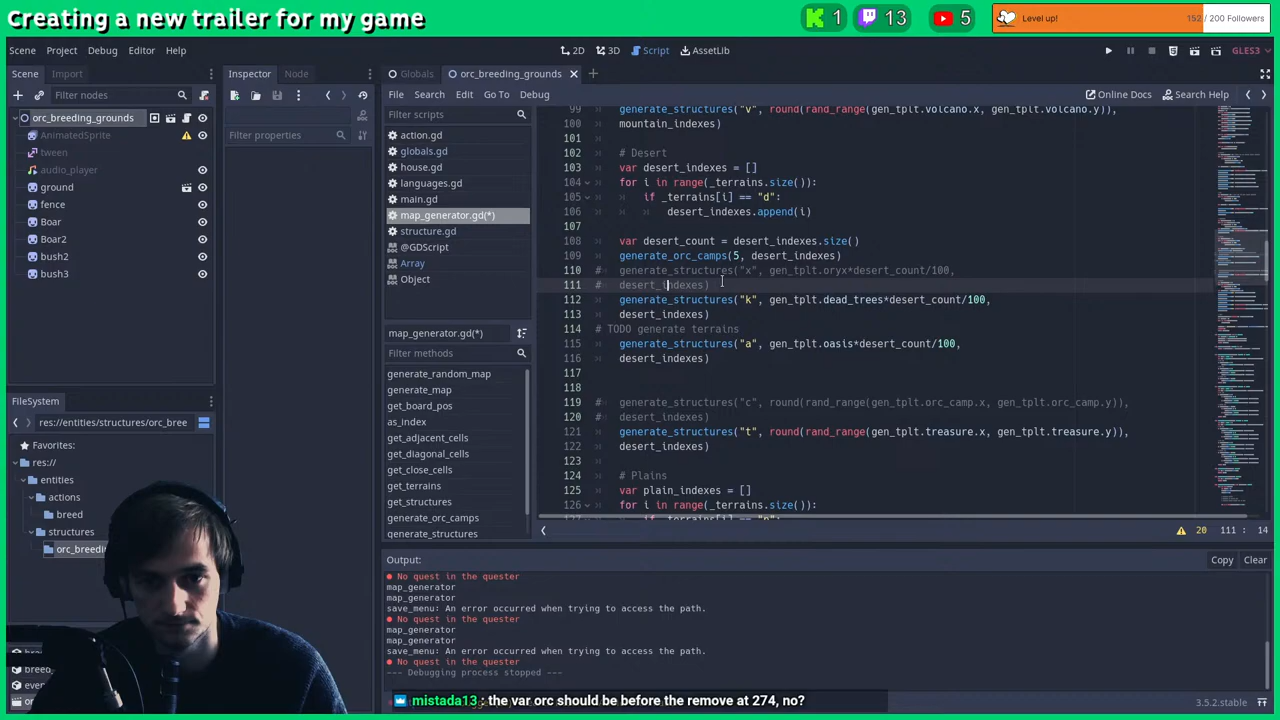 Creating a new trailer for my game
1
13
5
Level up!
152 / 200 Followers
Scene Project Debug Editor Help
2D 3D Script AssetLib
GLES3
Scene Import
Inspector Node
Globals orc_breeding_grounds
Filter nodes
File Search Edit Go To Debug
Online Docs Search Help
orc_breeding_grounds
AnimatedSprite
tween
audio_player
ground
fence
Boar
Boar2
bush2
bush3
Filter properties
Filter scripts
action.gd
globals.gd
house.gd
languages.gd
main.gd
map_generator.gd(*)
structure.gd
@GDScript
Array
Object
map_generator.gd(*)
Filter methods
generate_random_map
generate_map
get_board_pos
as_index
get_adjacent_cells
get_diagonal_cells
get_close_cells
get_terrains
get_structures
generate_orc_camps
generate_structures
99 generate_structures("v", round(rand_range(gen_tplt.volcano.x, gen_tplt.volcano.y)),
100 mountain_indexes)
101
102 # Desert
103 var desert_indexes = []
104 for i in range(_terrains.size()):
105 if _terrains[i] == "d":
106 desert_indexes.append(i)
107
108 var desert_count = desert_indexes.size()
109 generate_orc_camps(5, desert_indexes)
110 # generate_structures("x", gen_tplt.oryx*desert_count/100,
111 # desert_indexes)
112 generate_structures("k", gen_tplt.dead_trees*desert_count/100,
113 desert_indexes)
114 # TODO generate terrains
115 generate_structures("a", gen_tplt.oasis*desert_count/100,
116 desert_indexes)
117
118
119 # generate_structures("c", round(rand_range(gen_tplt.orc_camp.x, gen_tplt.orc_camp.y)),
120 # desert_indexes)
121 generate_structures("t", round(rand_range(gen_tplt.treasure.x, gen_tplt.treasure.y)),
122 desert_indexes)
123
124 # Plains
125 var plain_indexes = []
126 for i in range(_terrains.size()):
20 111 : 14
FileSystem
res://entities/structures/orc_bree
Favorites:
res://
entities
actions
breed
structures
orc_breedi
Output:
Copy Clear
No quest in the quester
map_generator
map_generator
save_menu: An error occurred when trying to access the path.
No quest in the quester
map_generator
map_generator
save_menu: An error occurred when trying to access the path.
No quest in the quester
--- Debugging process stopped ---
mistada13 : the var orc should be before the remove at 274, no?
3.5.2.stable